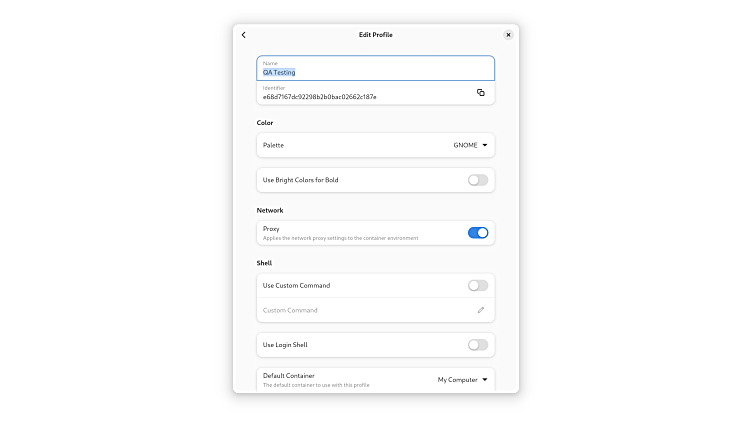 Edit Profile
Name
QA Testing
Identifier
e68d7167dc92298b2b0bac02662c187e
Color
Palette
GNOME
Use Bright Colors for Bold
Network
Proxy
Applies the network proxy settings to the container environment
Shell
Use Custom Command
Custom Command
Use Login Shell
Default Container
The default container to use with this profile
My Computer